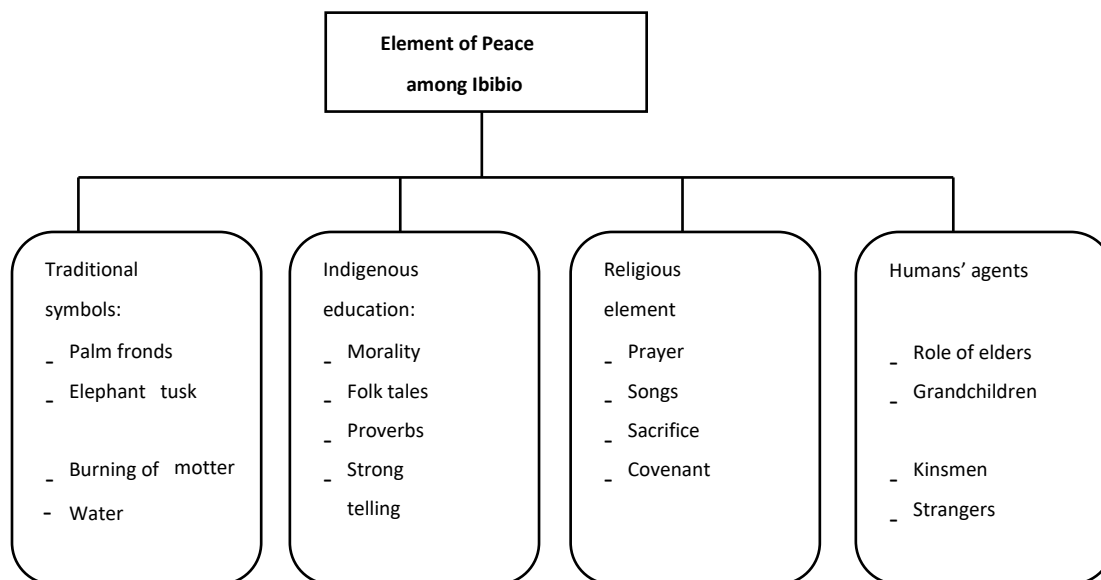 Element of Peace
among Ibibio
Traditional
symbols:
- Palm fronds
- Elephant tusk
- Burning of motter
- Water
Indigenous
education:
- Morality
- Folk tales
- Proverbs
- Strong
telling
Religious
element
- Prayer
- Songs
- Sacrifice
- Covenant
Humans’ agents
- Role of elders
- Grandchildren
- Kinsmen
- Strangers